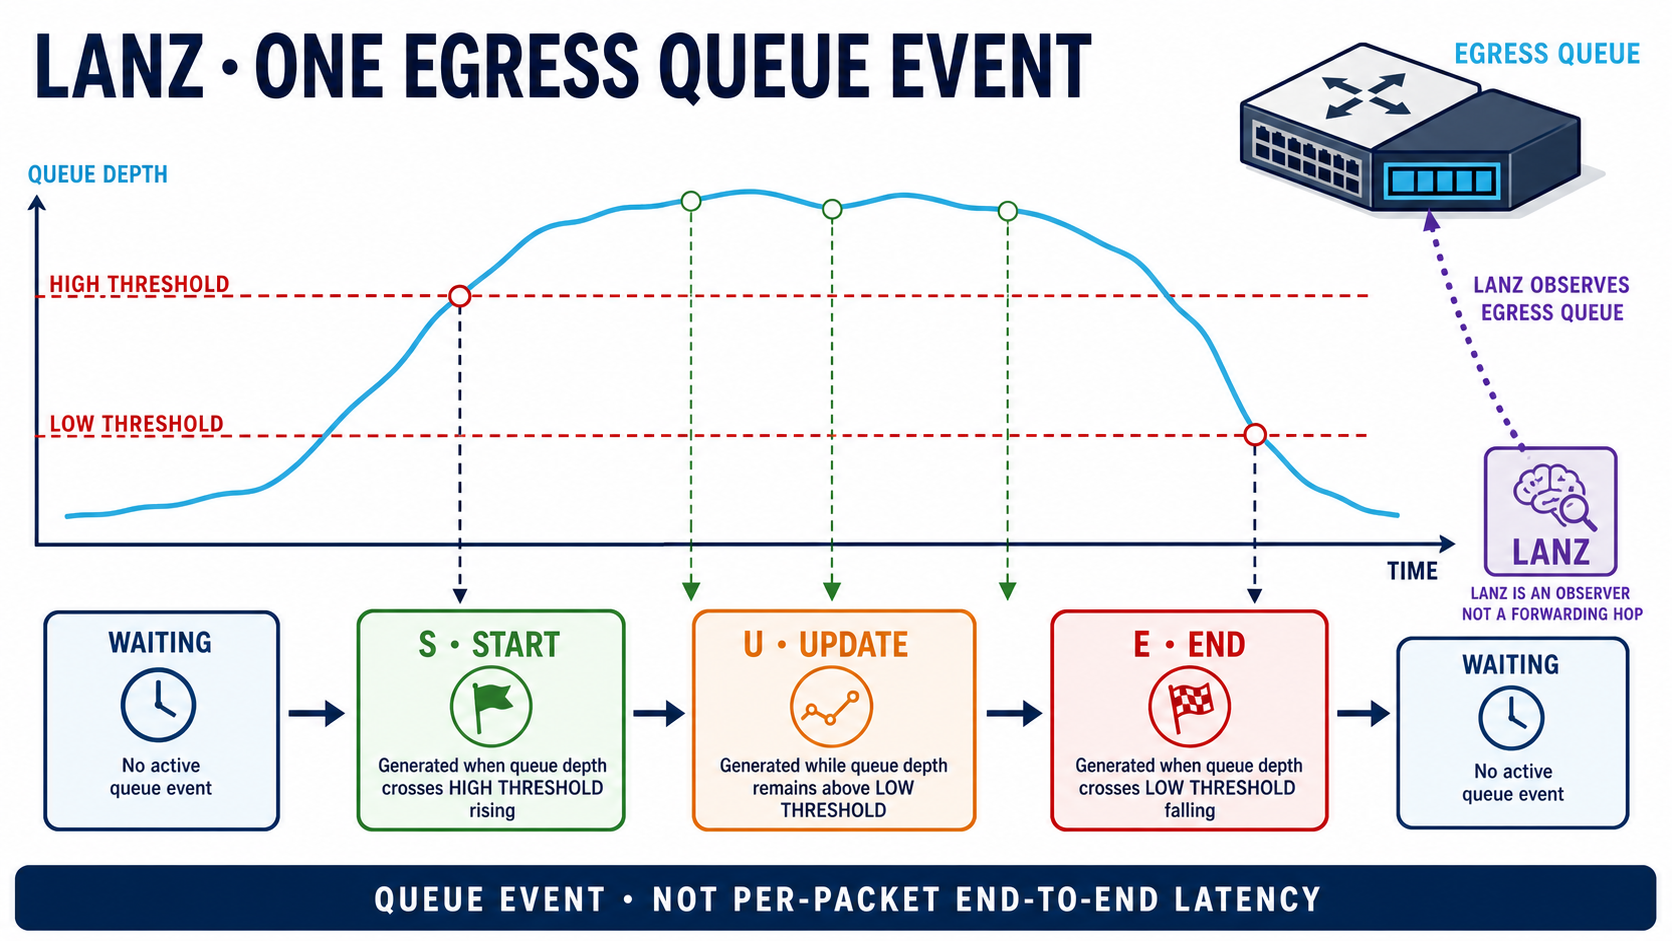 LANZ · ONE EGRESS QUEUE EVENT
EGRESS QUEUE
QUEUE DEPTH
HIGH THRESHOLD
LANZ OBSERVES
EGRESS QUEUE
LOW THRESHOLD
LANZ
TIME
LANZ IS AN OBSERVER
NOT A FORWARDING HOP
WAITING
No active
queue event
S · START
Generated when queue depth
crosses HIGH THRESHOLD
rising
U · UPDATE
Generated while queue depth
remains above LOW
THRESHOLD
E · END
Generated when queue depth
crosses LOW THRESHOLD
falling
WAITING
No active
queue event
QUEUE EVENT · NOT PER-PACKET END-TO-END LATENCY